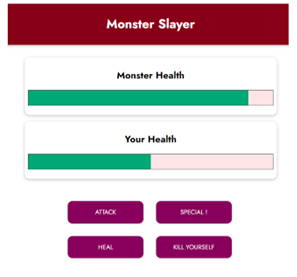 Monster Slayer
Monster Health
Your Health
ATTACK
SPECIAL !
HEAL
KILL YOURSELF